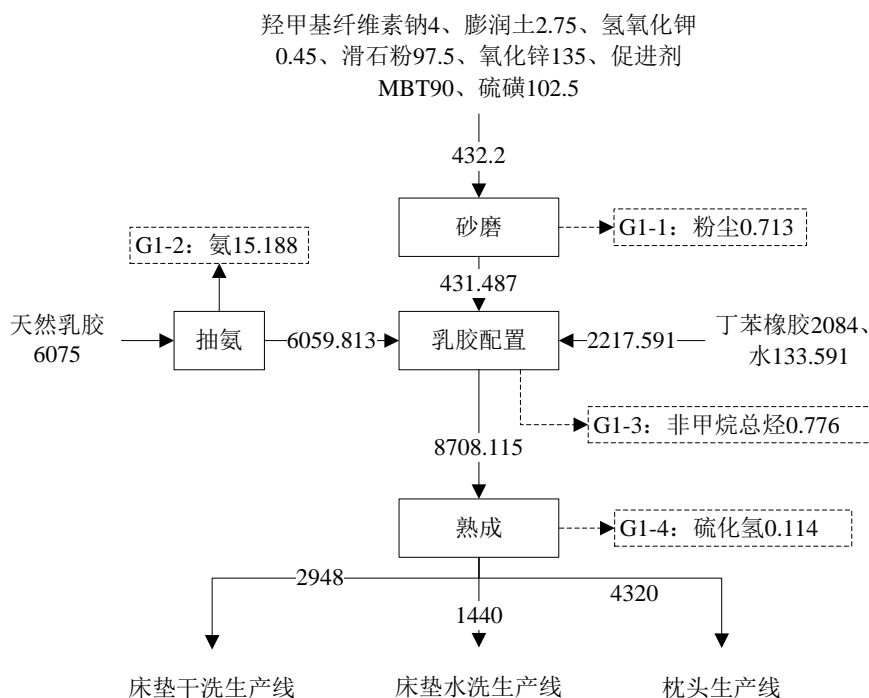 羟甲基纤维素钠4、膨润土2.75、氢氧化钾
0.45、滑石粉97.5、氧化锌135、促进剂
MBT90、硫磺102.5
432.2
砂磨
G1-1：粉尘0.713
G1-2：氨15.188
431.487
天然乳胶
6075
抽氨
6059.813
乳胶配置
2217.591
丁苯橡胶2084、
水133.591
G1-3：非甲烷总烃0.776
8708.115
熟成
G1-4：硫化氢0.114
2948
1440
4320
床垫干洗生产线
床垫水洗生产线
枕头生产线